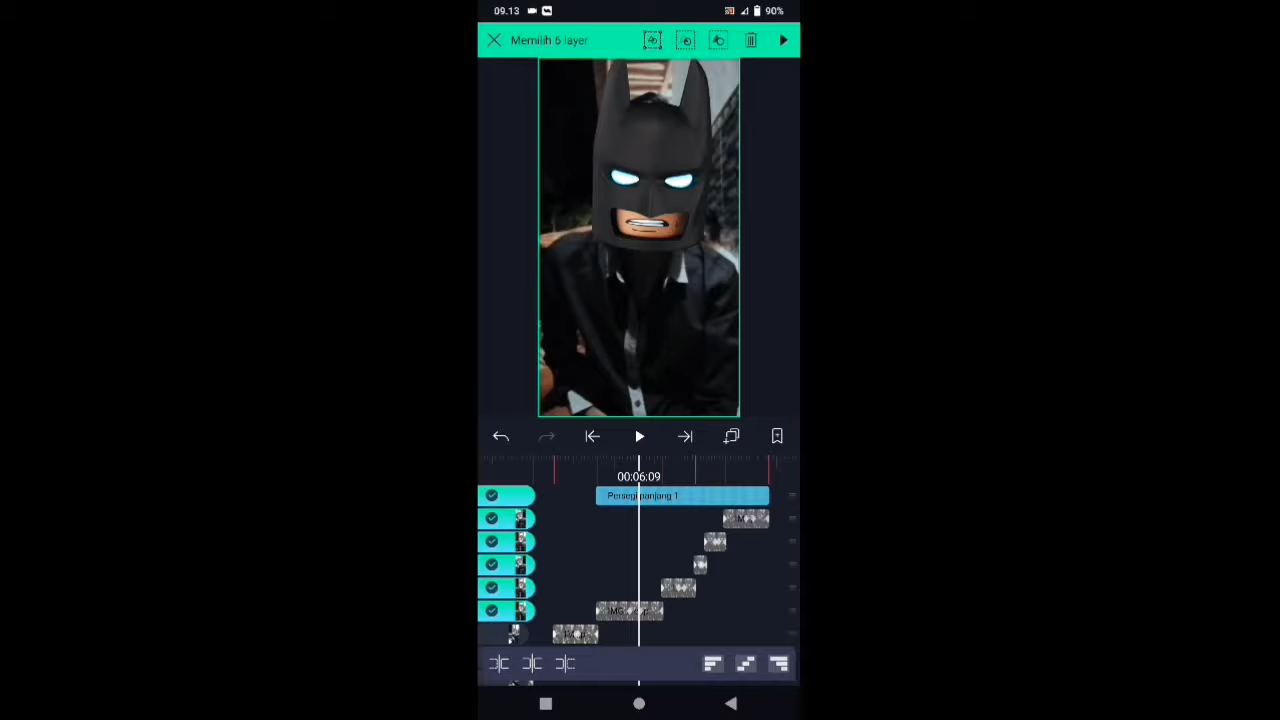 09.13
90%
Memilih 6 layer
00:06:09
Persegi panjang 1